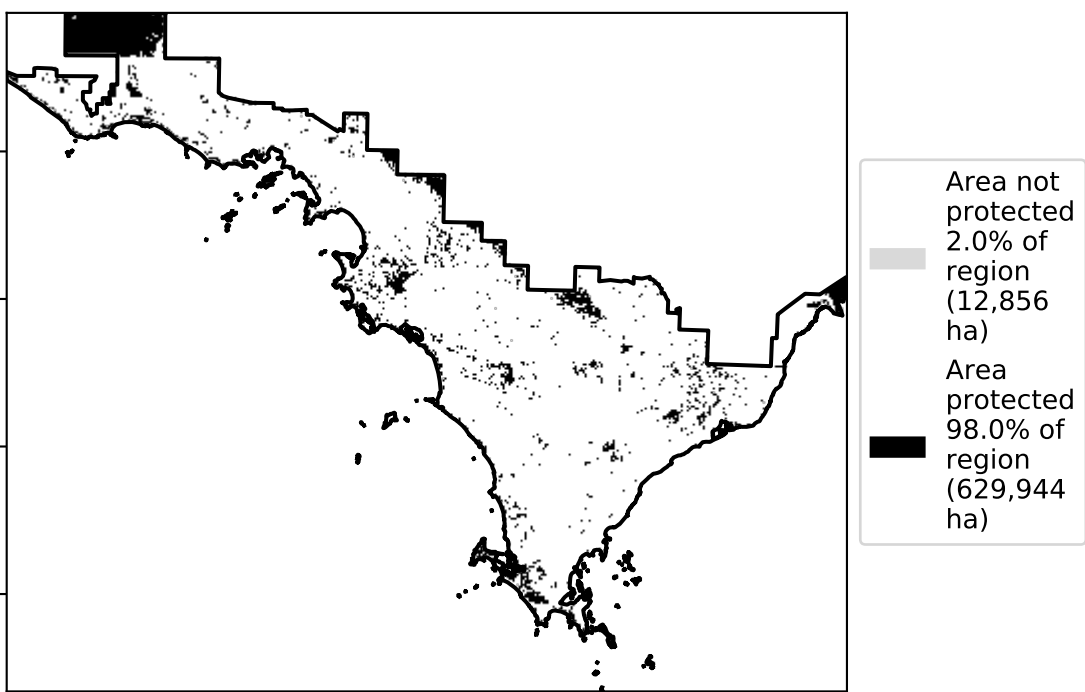 Area not
protected
2.0% of
region
(12,856
ha)
Area
protected
98.0% of
region
(629,944
ha)